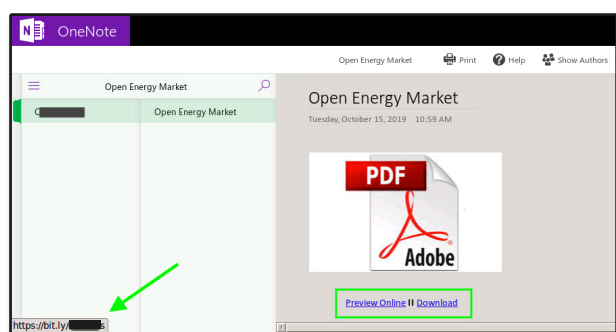 N OneNote
Open Energy Market Print Help Show Authors
Open Energy Market
Open Energy Market
Open Energy Market
Tuesday, October 15, 2019 10:59 AM
PDF
Adobe
Preview Online II Download
https://bit.ly/